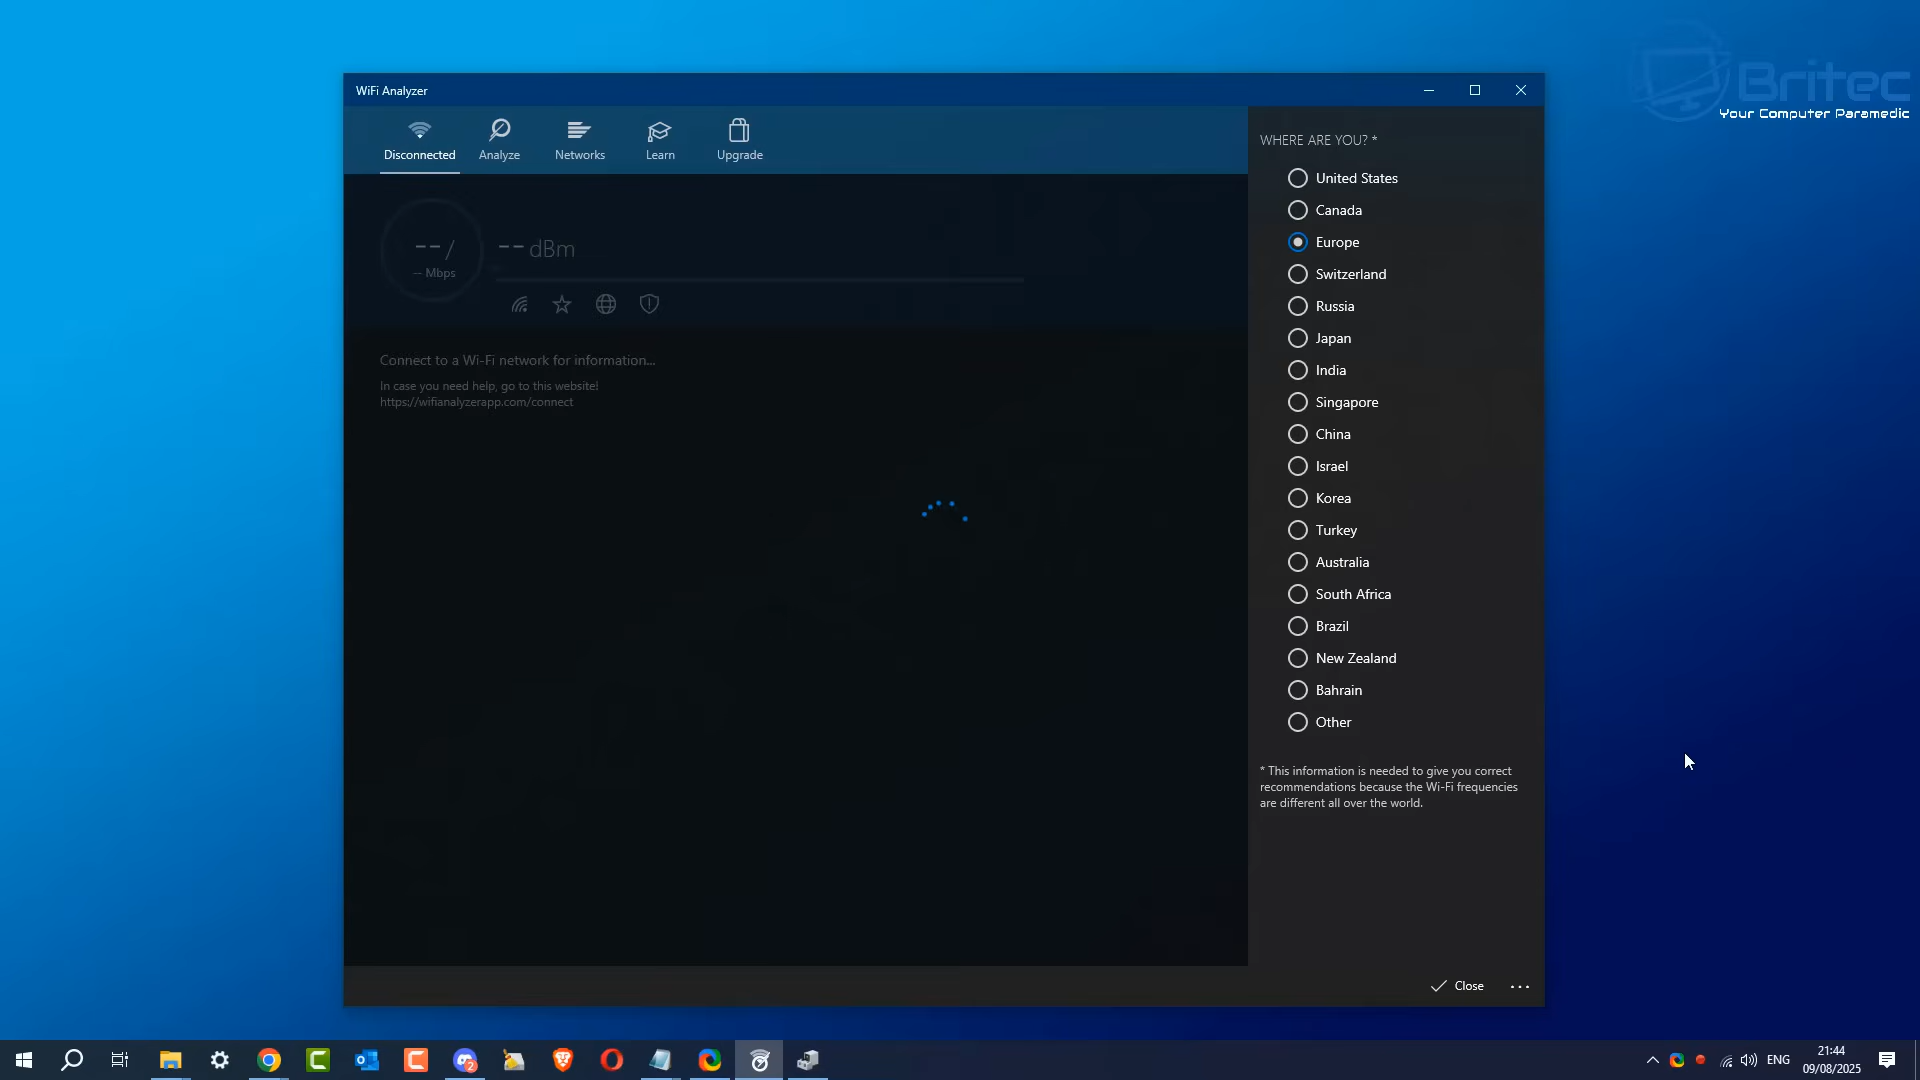 Britec
Your Computer Paramedic
WiFi Analyzer
Disconnected
Analyze
Networks
Learn
Upgrade
-- /
-- Mbps
-- dBm
Connect to a Wi-Fi network for information...
In case you need help, go to this website!
https://wifianalyzerapp.com/connect
WHERE ARE YOU? *
United States
Canada
Europe
Switzerland
Russia
Japan
India
Singapore
China
Israel
Korea
Turkey
Australia
South Africa
Brazil
New Zealand
Bahrain
Other
* This information is needed to give you correct
recommendations because the Wi-Fi frequencies
are different all over the world.
Close
2
ENG
21:44
09/08/2025